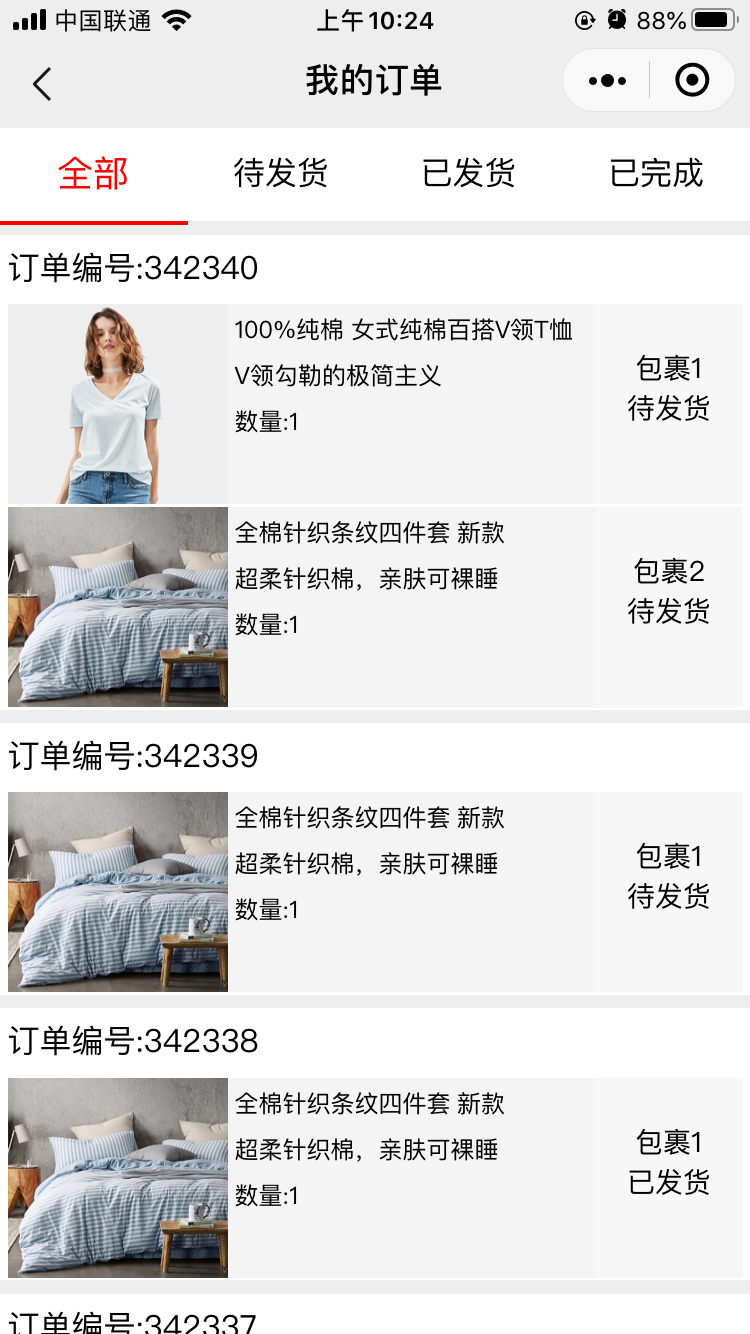 中国联通 上午10:24 88%
我的订单
全部 待发货 已发货 已完成
订单编号:342340
100%纯棉 女式纯棉百搭V领T恤
V领勾勒的极简主义
数量:1
包裹1
待发货
全棉针织条纹四件套 新款
超柔针织棉，亲肤可裸睡
数量:1
包裹2
待发货
订单编号:342339
全棉针织条纹四件套 新款
超柔针织棉，亲肤可裸睡
数量:1
包裹1
待发货
订单编号:342338
全棉针织条纹四件套 新款
超柔针织棉，亲肤可裸睡
数量:1
包裹1
已发货
订单编号:342337